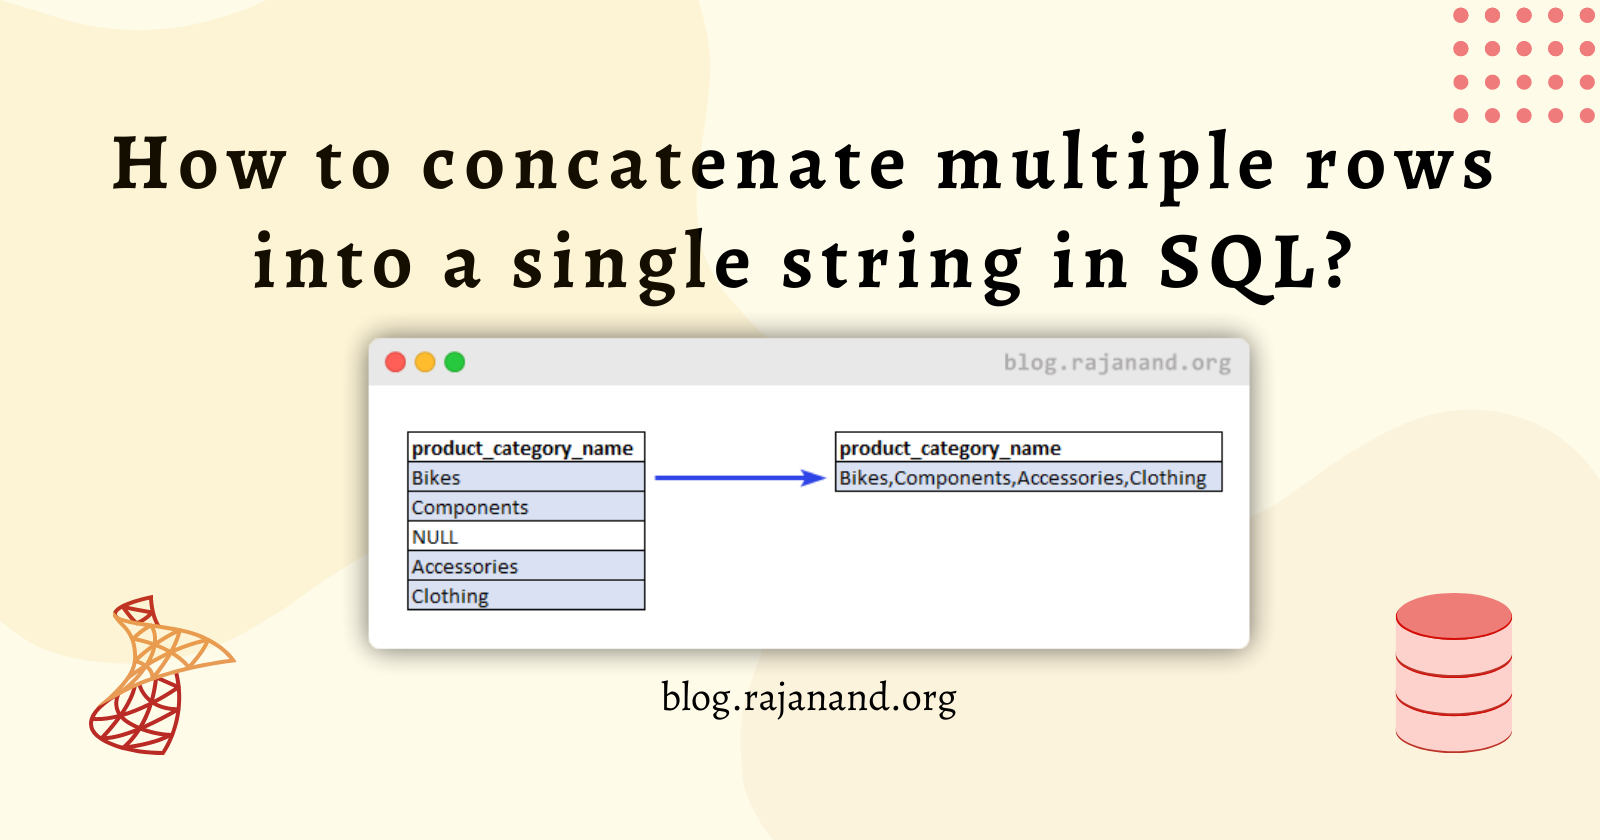 How to concatenate multiple rows
into a single string in SQL?
blog.rajanand.org
product_category_name
Bikes
Components
NULL
Accessories
Clothing
product_category_name
Bikes,Components,Accessories,Clothing
blog.rajanand.org